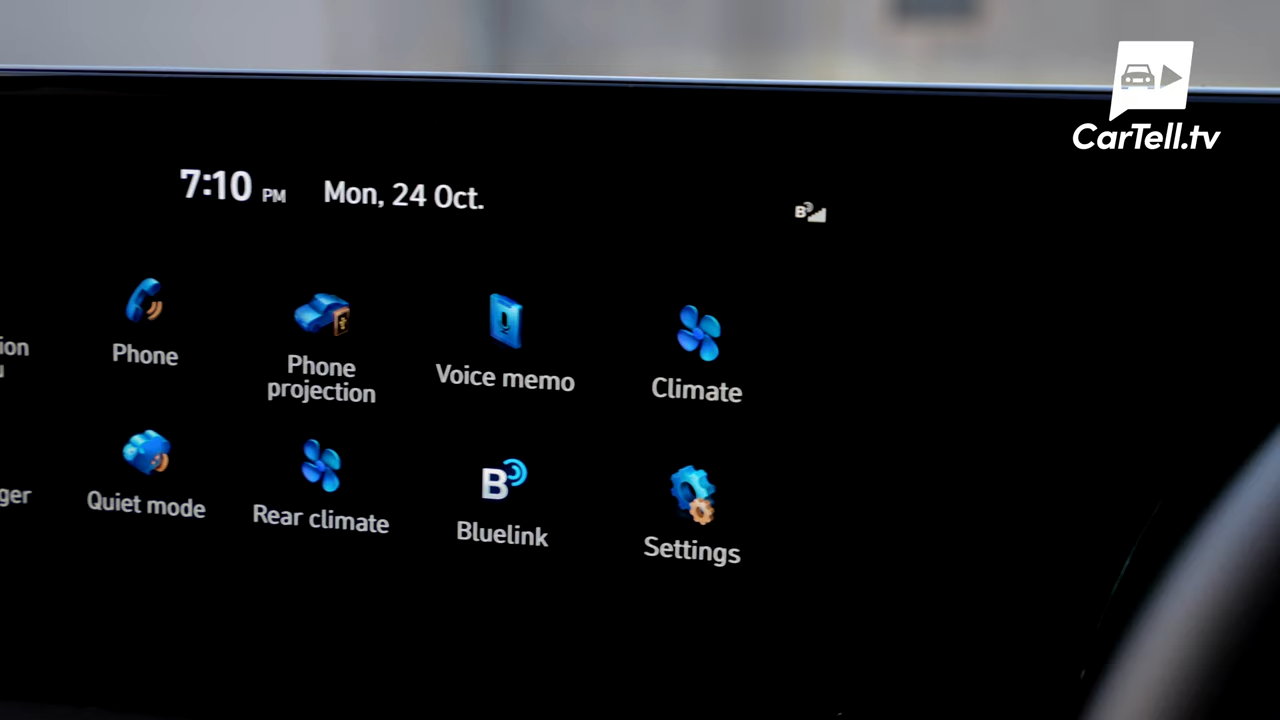 CarTell.tv
7:10 PM Mon, 24 Oct.
B
Phone
Phone
projection
Voice memo
Climate
Quiet mode
Rear climate
B
Bluelink
Settings